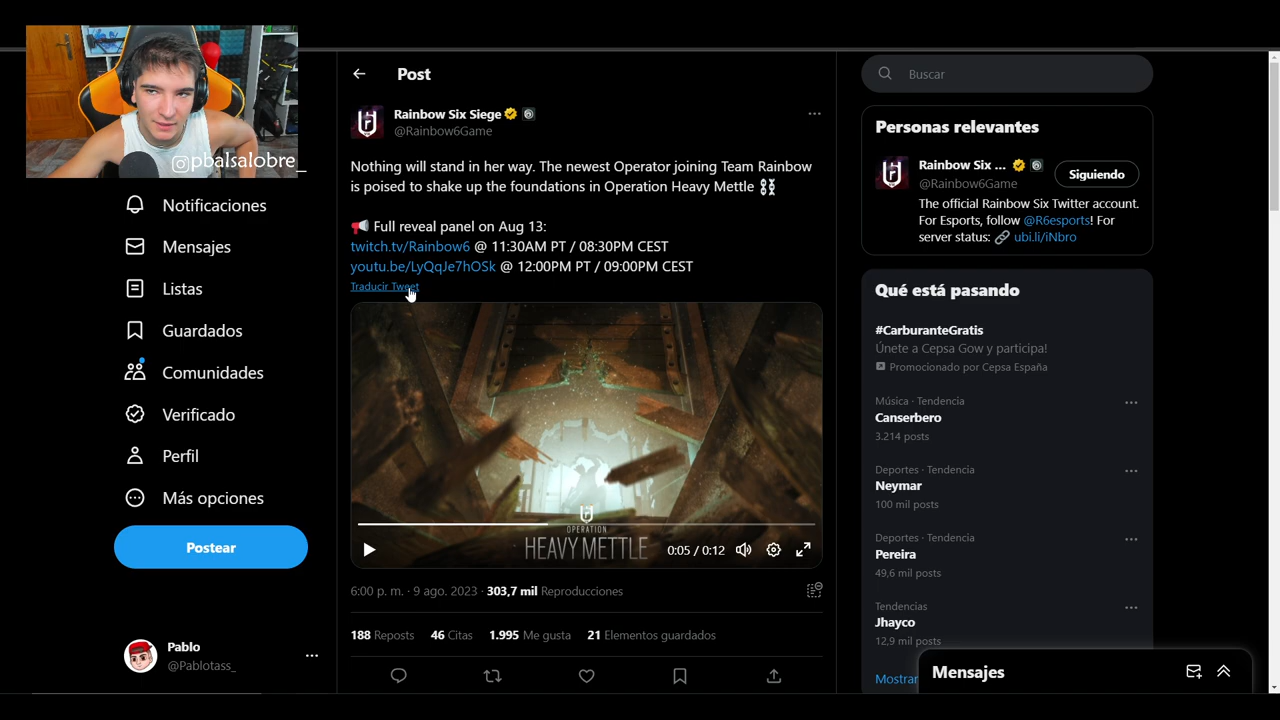 pbalsalobre_
Notificaciones
Mensajes
Listas
Guardados
Comunidades
Verificado
Perfil
Más opciones
Postear
Pablo
@Pablotass_
Post
Rainbow Six Siege
@Rainbow6Game
Nothing will stand in her way. The newest Operator joining Team Rainbow
is poised to shake up the foundations in Operation Heavy Mettle ⛓️
📢 Full reveal panel on Aug 13:
twitch.tv/Rainbow6 @ 11:30AM PT / 08:30PM CEST
youtu.be/LyQqJe7hOSk @ 12:00PM PT / 09:00PM CEST
Traducir Tweet
OPERATION
HEAVY METTLE
0:05 / 0:12
6:00 p. m. · 9 ago. 2023 · 303,7 mil Reproducciones
188 Reposts 46 Citas 1.995 Me gusta 21 Elementos guardados
Buscar
Personas relevantes
Rainbow Six ...
@Rainbow6Game
Siguiendo
The official Rainbow Six Twitter account.
For Esports, follow @R6esports! For
server status: 🔗 ubi.li/iNbro
Qué está pasando
#CarburanteGratis
Únete a Cepsa Gow y participa!
Promocionado por Cepsa España
Música · Tendencia
Canserbero
3.214 posts
Deportes · Tendencia
Neymar
100 mil posts
Deportes · Tendencia
Pereira
49,6 mil posts
Tendencias
Jhayco
12,9 mil posts
Mostrar
Mensajes